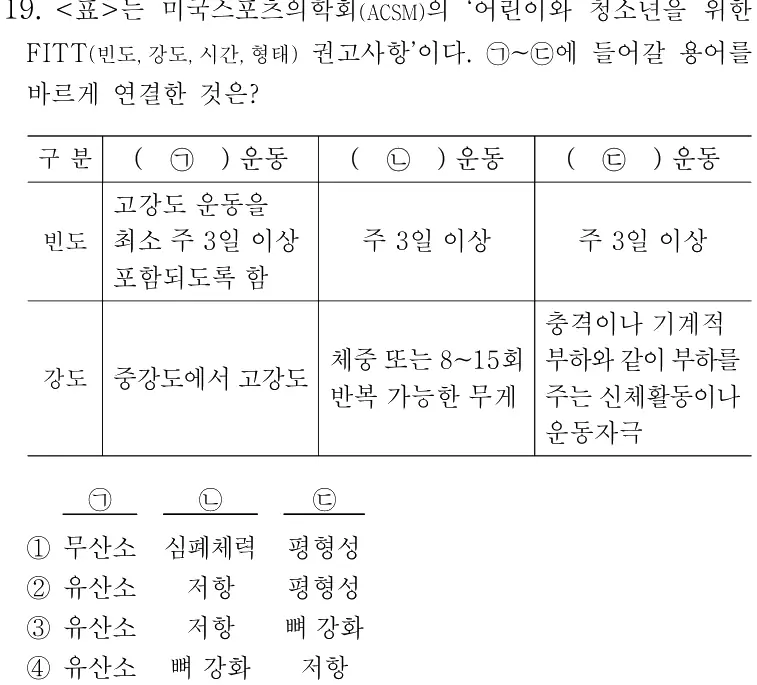 19. <표>는 미국스포츠의학회(ACSM)의 ‘어린이와 청소년을 위한
FITT(빈도, 강도, 시간, 형태) 권고사항’이다. ㉠~㉢에 들어갈 용어를
바르게 연결한 것은?
구 분 ( ㉠ ) 운동 ( ㉡ ) 운동 ( ㉢ ) 운동
빈도 고강도 운동을 최소 주 3일 이상 포함되도록 함 주 3일 이상 주 3일 이상
강도 중강도에서 고강도 체중 또는 8~15회 반복 가능한 무게 충격이나 기계적 부하와 같이 부하를 주는 신체활동이나 운동자극
㉠ ㉡ ㉢
① 무산소 심폐체력 평형성
② 유산소 저항 평형성
③ 유산소 저항 뼈 강화
④ 유산소 뼈 강화 저항